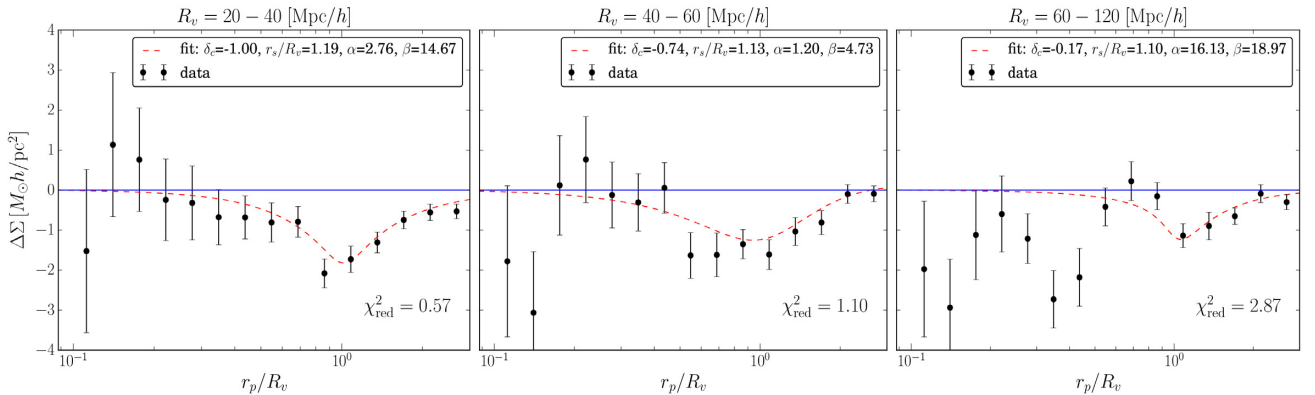 R_v = 20 − 40 [Mpc/h]
fit: δ_c=-1.00, r_s/R_v=1.19, α=2.76, β=14.67
data
4
3
2
1
0
−1
−2
−3
−4
ΔΣ [M_⊙h/pc²]
χ²_red = 0.57
10⁻¹
10⁰
r_p/R_v
R_v = 40 − 60 [Mpc/h]
fit: δ_c=-0.74, r_s/R_v=1.13, α=1.20, β=4.73
data
χ²_red = 1.10
10⁻¹
10⁰
r_p/R_v
R_v = 60 − 120 [Mpc/h]
fit: δ_c=-0.17, r_s/R_v=1.10, α=16.13, β=18.97
data
χ²_red = 2.87
10⁻¹
10⁰
r_p/R_v